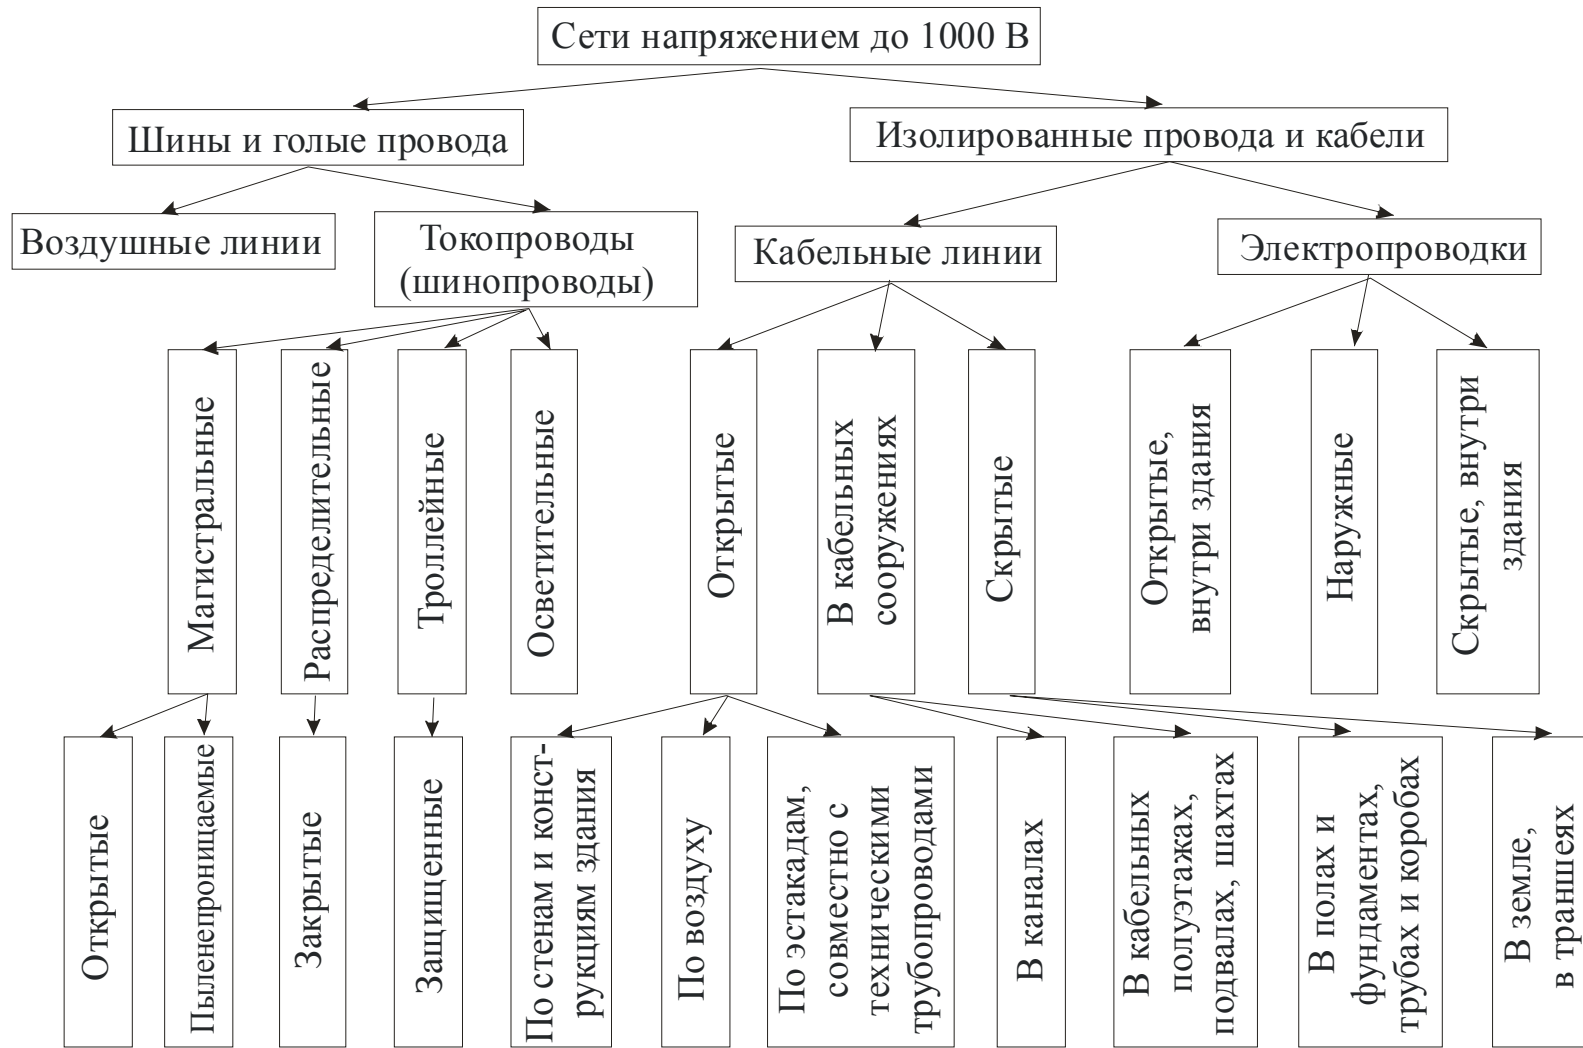 Сети напряжением до 1000 В
Шины и голые провода
Изолированные провода и кабели
Воздушные линии
Токопроводы
(шинопроводы)
Кабельные линии
Электропроводки
Магистральные
Распределительные
Троллейные
Осветительные
Открытые
В кабельных
сооружениях
Скрытые
Открытые,
внутри здания
Наружные
Скрытые, внутри
здания
Открытые
Пыленепроницаемые
Закрытые
Защищенные
По стенам и конст-
рукциям здания
По воздуху
По эстакадам,
совместно с
техническими
трубопроводами
В каналах
В кабельных
полуэтажах,
подвалах, шахтах
В полах и
фундаментах,
трубах и коробах
В земле,
в траншеях